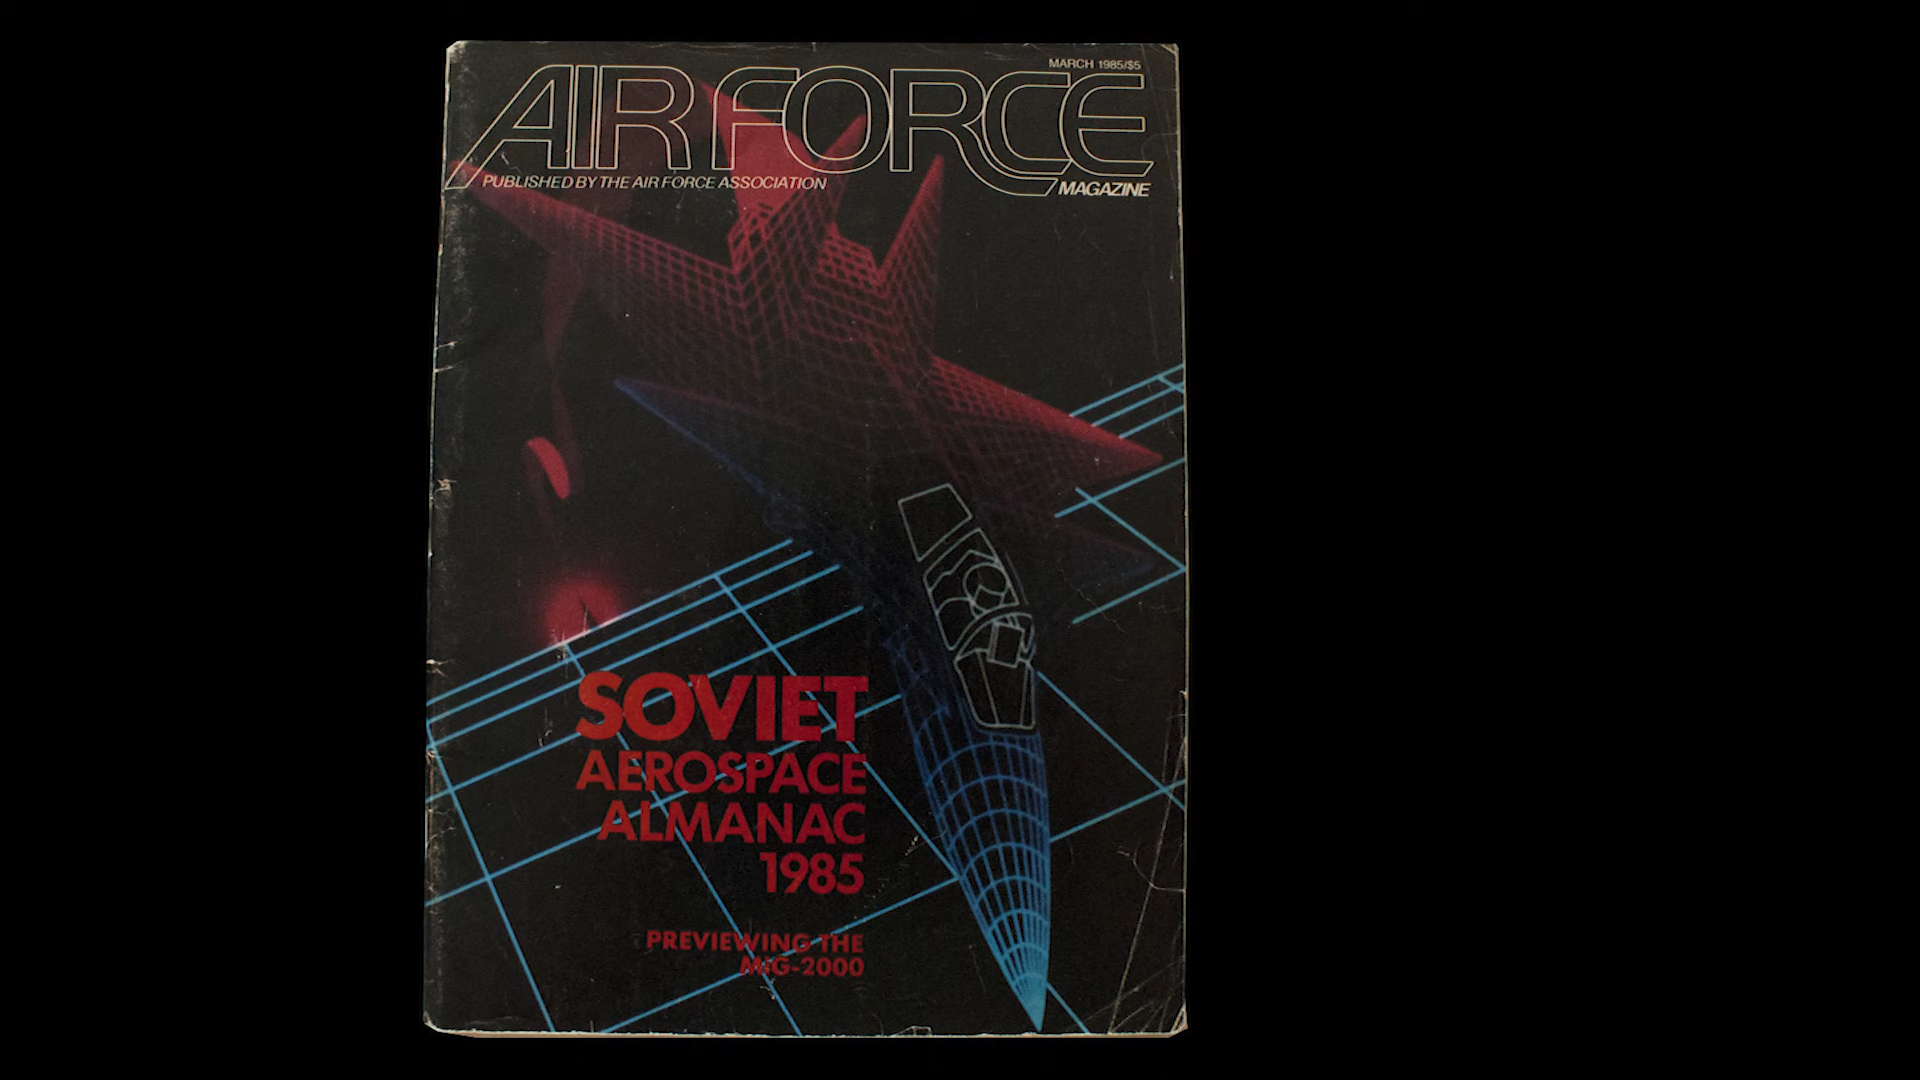 MARCH 1985/$5
AIR FORCE
PUBLISHED BY THE AIR FORCE ASSOCIATION
MAGAZINE
SOVIET
AEROSPACE
ALMANAC
1985
PREVIEWING THE
MiG-2000